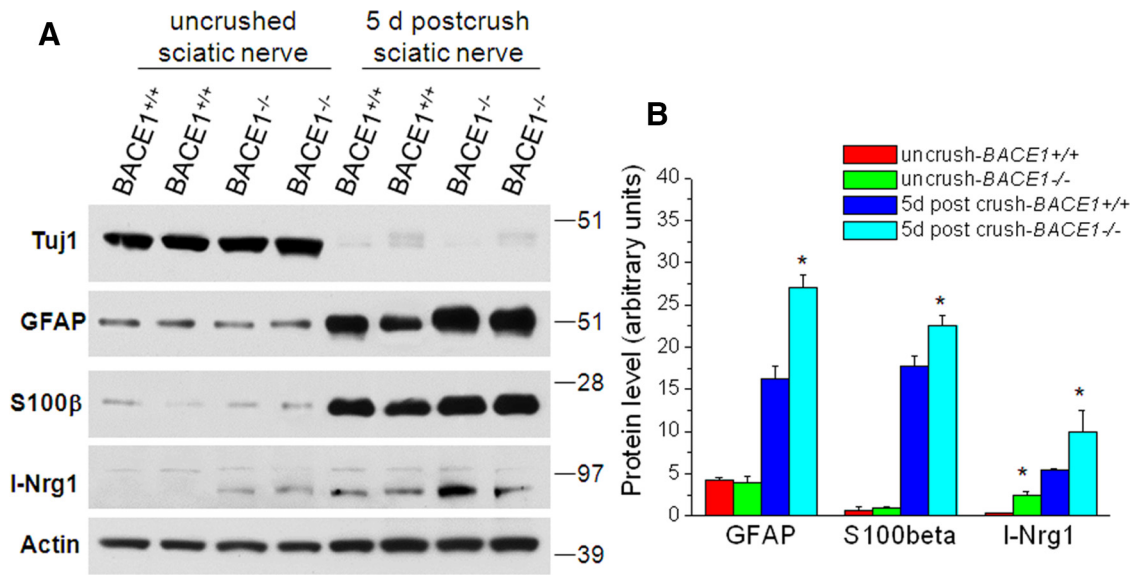 A
uncrushed
sciatic nerve
5 d postcrush
sciatic nerve
BACE1+/+
BACE1+/+
BACE1-/-
BACE1-/-
BACE1+/+
BACE1+/+
BACE1-/-
BACE1-/-
Tuj1
51
GFAP
51
S100β
28
I-Nrg1
97
Actin
39
B
uncrush-BACE1+/+
uncrush-BACE1-/-
5d post crush-BACE1+/+
5d post crush-BACE1-/-
Protein level (arbitrary units)
40
35
30
25
20
15
10
5
0
*
*
*
*
GFAP
S100beta
I-Nrg1